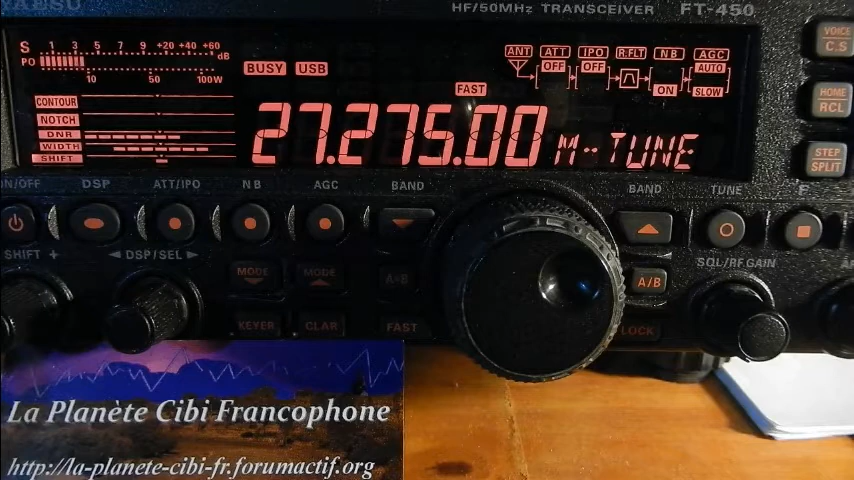 YAESU HF/50MHz TRANSCEIVER FT-450
S 1 3 5 7 9 +20 +40 +60 dB
PO 10 50 100W
BUSY USB
FAST
ANT ATT IPO R.FLT NB AGC
OFF OFF AUTO
ON SLOW
CONTOUR
NOTCH
DNR
WIDTH
SHIFT
27.275.00 M-TUNE
VOICE
C.S
HOME
RCL
STEP
SPLIT
ON/OFF DSP ATT/IPO NB AGC BAND BAND TUNE F
SHIFT + DSP/SEL SQL/RF GAIN
MODE MODE A=B A/B
KEYER CLAR FAST LOCK
La Planète Cibi Francophone
http://la-planete-cibi-fr.forumactif.org